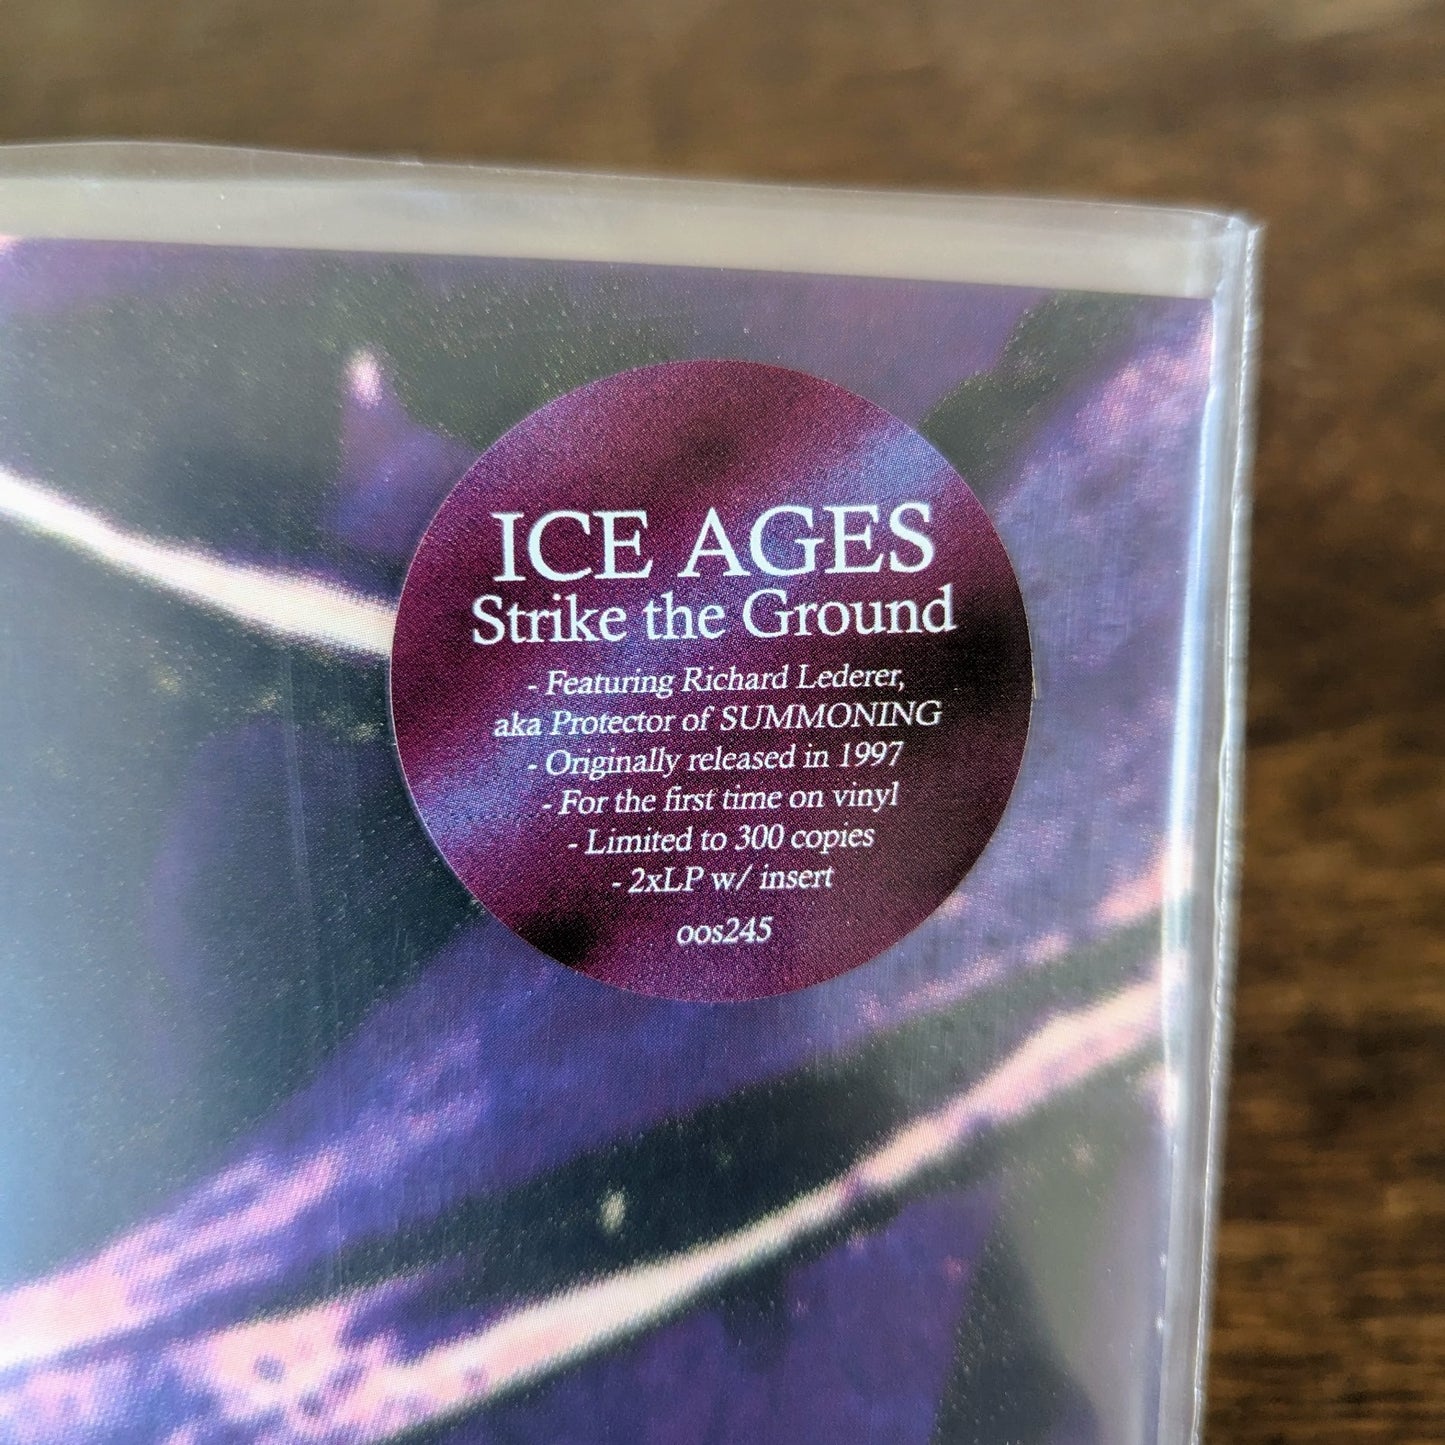 ICE AGES
Strike the Ground
- Featuring Richard Lederer,
aka Protector of SUMMONING
- Originally released in 1997
- For the first time on vinyl
- Limited to 300 copies
- 2xLP w/ insert
oos245